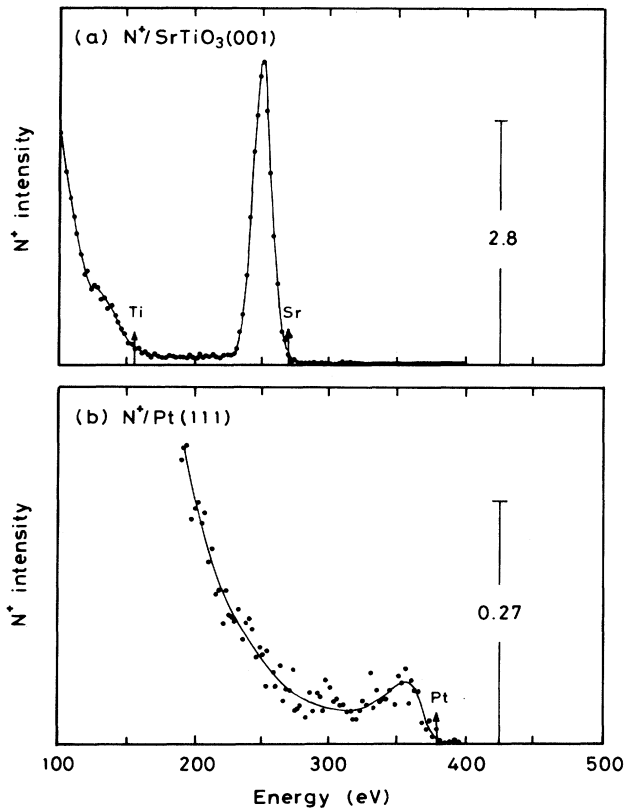 (a) N⁺/SrTiO₃(001)
N⁺ intensity
2.8
Ti
Sr
(b) N⁺/Pt(111)
N⁺ intensity
0.27
Pt
100 200 300 400 500
Energy (eV)